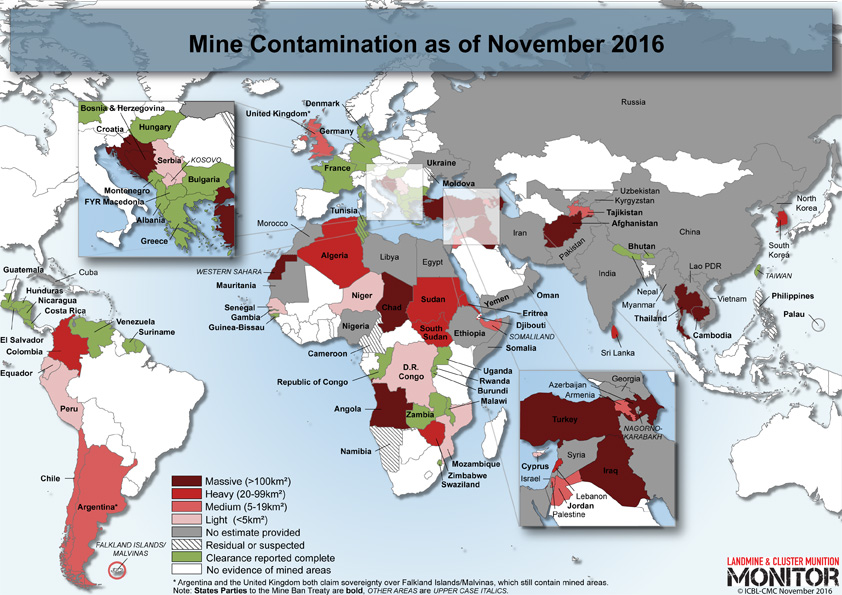 Mine Contamination as of November 2016
Bosnia & Herzegovina
Croatia
Hungary
Serbia
KOSOVO
Montenegro
Bulgaria
FYR Macedonia
Albania
Greece
Denmark
United Kingdom*
Germany
France
Ukraine
Moldova
Russia
Tunisia
Morocco
Algeria
Libya
Egypt
WESTERN SAHARA
Mauritania
Senegal
Gambia
Guinea-Bissau
Niger
Chad
Sudan
Nigeria
South
Sudan
Ethiopia
Yemen
Oman
Eritrea
Djibouti
SOMALILAND
Somalia
Cameroon
Republic of Congo
D.R.
Congo
Uganda
Rwanda
Burundi
Malawi
Angola
Zambia
Namibia
Mozambique
Zimbabwe
Swaziland
Uzbekistan
Kyrgyzstan
Tajikistan
Afghanistan
Iran
Pakistan
China
Bhutan
India
Nepal
Myanmar
Lao PDR
Vietnam
Thailand
Cambodia
Sri Lanka
North
Korea
South
Korea
TAIWAN
Philippines
Palau
Guatemala
Cuba
Hunduras
Nicaragua
Costa Rica
El Salvador
Colombia
Venezuela
Suriname
Equador
Peru
Chile
Argentina*
FALKLAND ISLANDS/
MALVINAS
Georgia
Azerbaijan
Armenia
Turkey
NAGORNO-
KARABAKH
Cyprus
Syria
Iraq
Israel
Lebanon
Jordan
Palestine
Massive (>100km²)
Heavy (20-99km²)
Medium (5-19km²)
Light (<5km²)
No estimate provided
Residual or suspected
Clearance reported complete
No evidence of mined areas
* Argentina and the United Kingdom both claim sovereignty over Falkland Islands/Malvinas, which still contain mined areas.
Note: States Parties to the Mine Ban Treaty are bold, OTHER AREAS are UPPER CASE ITALICS.
LANDMINE & CLUSTER MUNITION
MONITOR
© ICBL-CMC November 2016